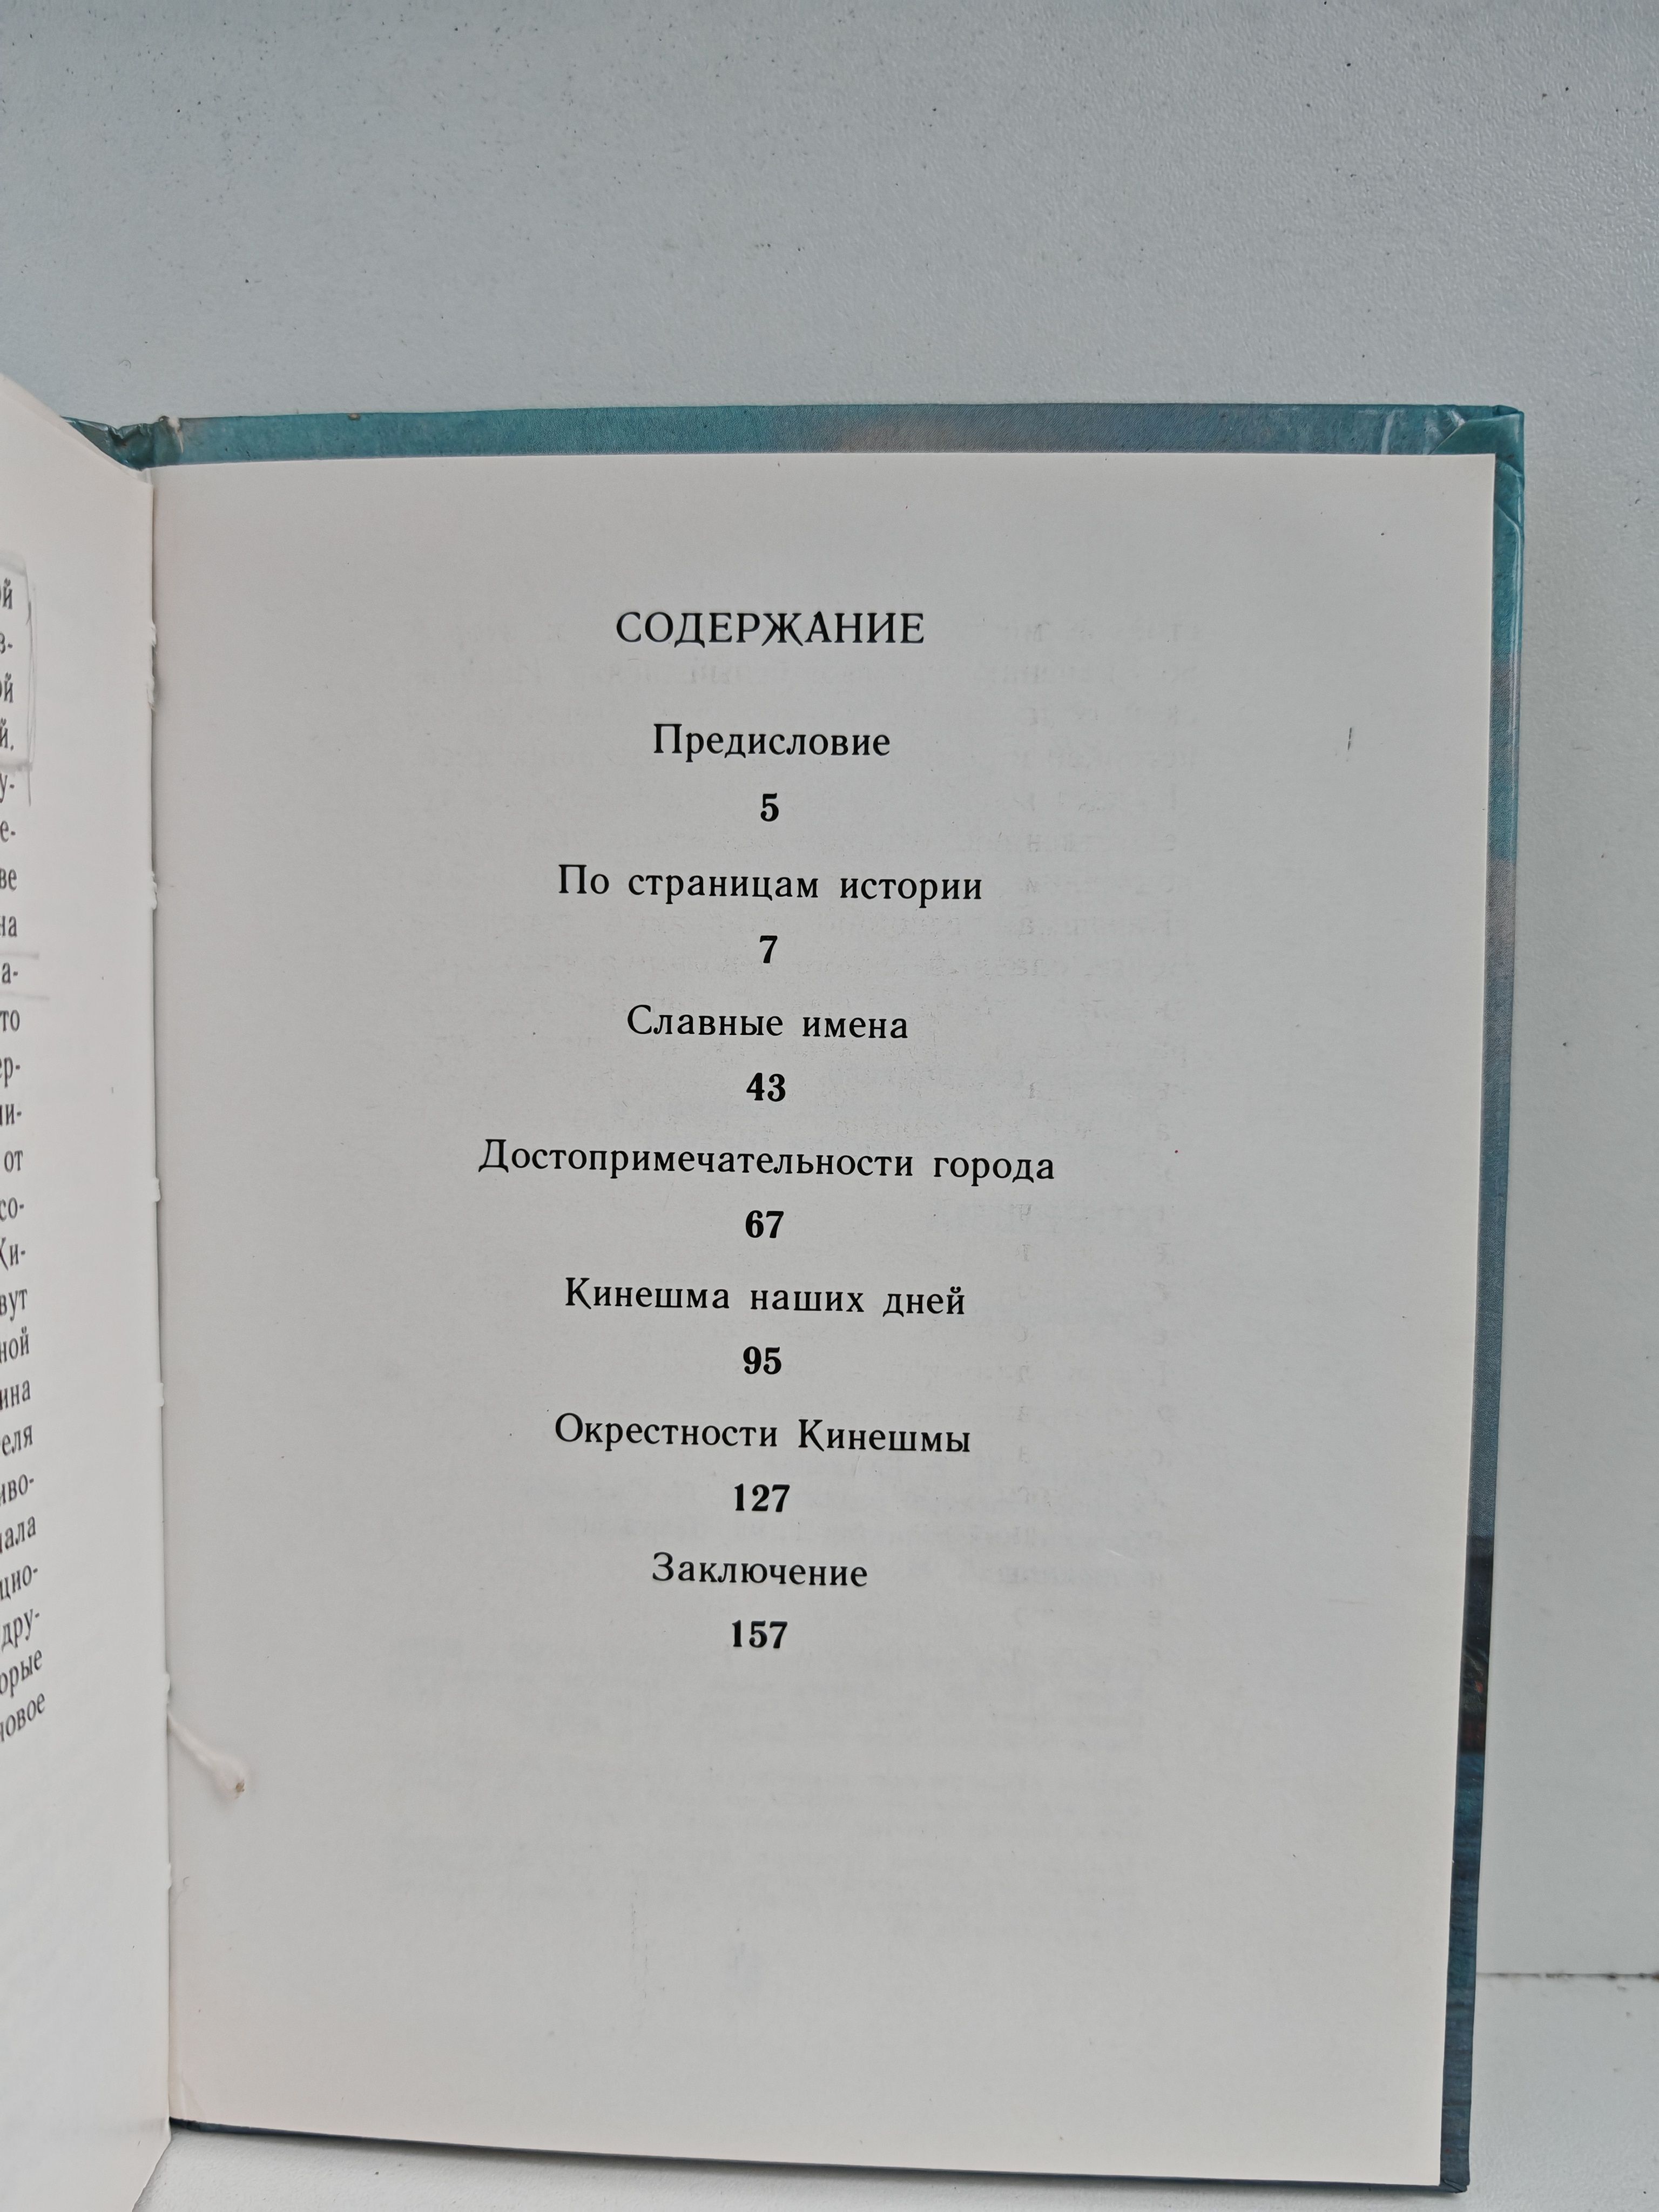 СОДЕРЖАНИЕ
Предисловие
5
По страницам истории
7
Славные имена
43
Достопримечательности города
67
Кинешма наших дней
95
Окрестности Кинешмы
127
Заключение
157